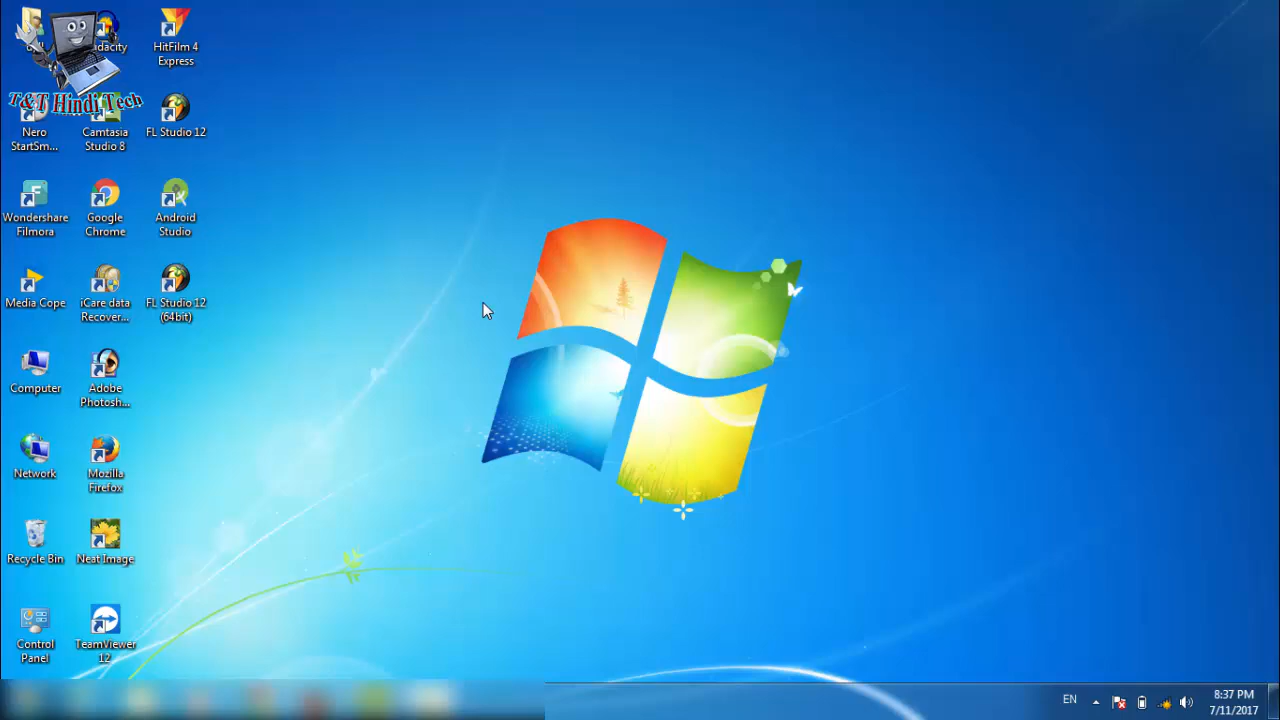 T&T Hindi Tech
HitFilm 4
Express
Nero
StartSm...
Camtasia
Studio 8
FL Studio 12
Wondershare
Filmora
Google
Chrome
Android
Studio
Media Cope
iCare data
Recover...
FL Studio 12
(64bit)
Computer
Adobe
Photosh...
Network
Mozilla
Firefox
Recycle Bin
Neat Image
Control
Panel
TeamViewer
12
EN
8:37 PM
7/11/2017